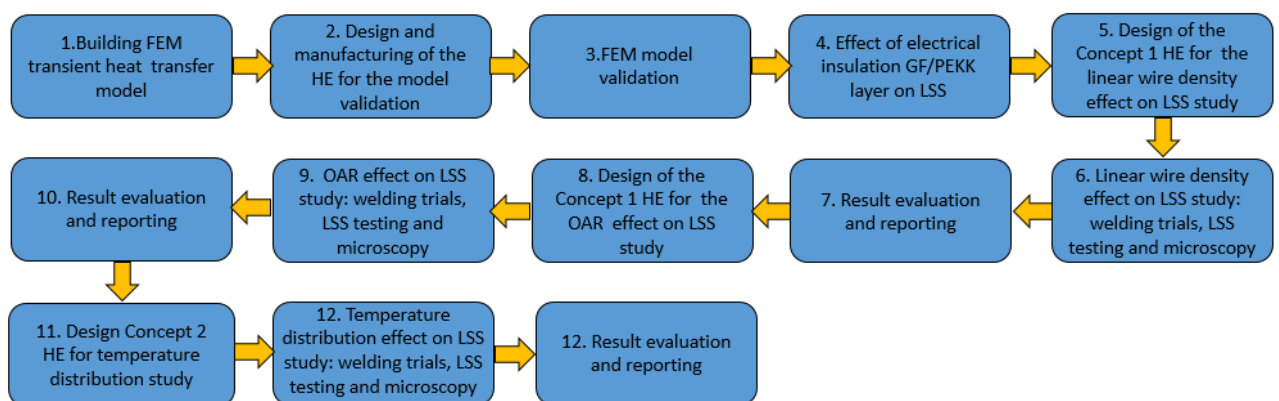 1.Building FEM
transient heat transfer
model
2. Design and
manufacturing of the
HE for the model
validation
3.FEM model
validation
4. Effect of electrical
insulation GF/PEKK
layer on LSS
5. Design of the
Concept 1 HE for the
linear wire density
effect on LSS study
6. Linear wire density
effect on LSS study:
welding trials, LSS
testing and microscopy
7. Result evaluation
and reporting
8. Design of the
Concept 1 HE for the
OAR effect on LSS
study
9. OAR effect on LSS
study: welding trials,
LSS testing and
microscopy
10. Result evaluation
and reporting
11. Design Concept 2
HE for temperature
distribution study
12. Temperature
distribution effect on LSS
study: welding trials, LSS
testing and microscopy
12. Result evaluation
and reporting